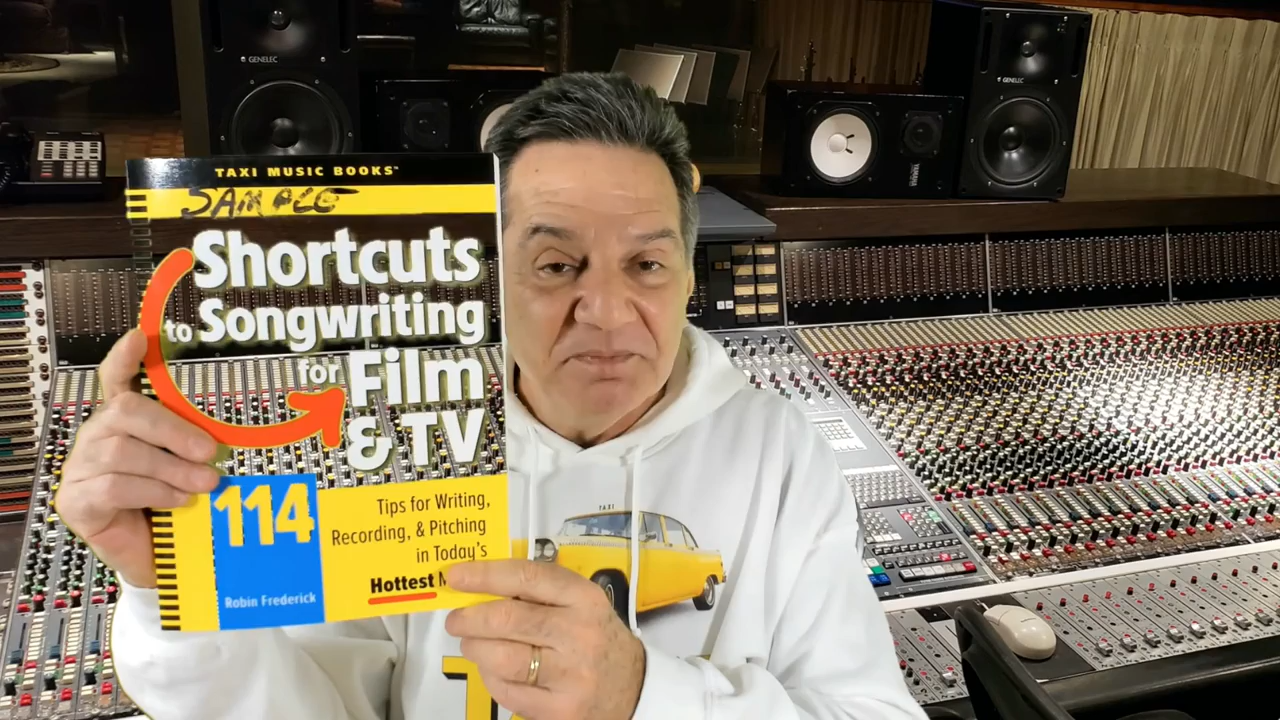 GENELEC
GENELEC
YAMAHA
TAXI MUSIC BOOKS™
SAMPLE
Shortcuts
to Songwriting
for Film
& TV
114
Tips for Writing,
Recording, & Pitching
in Today's
Hottest
Robin Frederick
TAXI